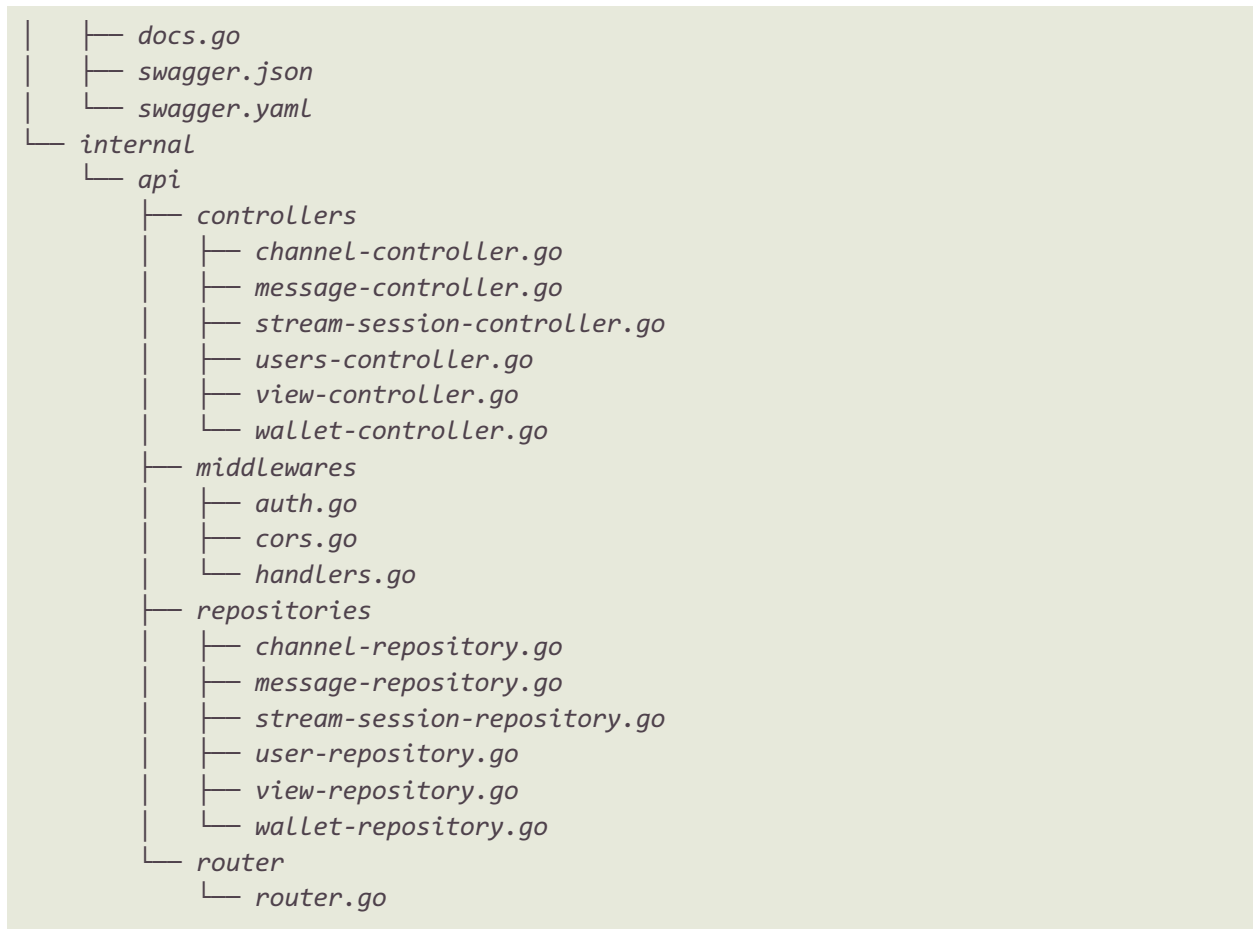 │   ├── docs.go
│   ├── swagger.json
│   └── swagger.yaml
└── internal
    └── api
        ├── controllers
        │   ├── channel-controller.go
        │   ├── message-controller.go
        │   ├── stream-session-controller.go
        │   ├── users-controller.go
        │   ├── view-controller.go
        │   └── wallet-controller.go
        ├── middlewares
        │   ├── auth.go
        │   ├── cors.go
        │   └── handlers.go
        ├── repositories
        │   ├── channel-repository.go
        │   ├── message-repository.go
        │   ├── stream-session-repository.go
        │   ├── user-repository.go
        │   ├── view-repository.go
        │   └── wallet-repository.go
        └── router
            └── router.go